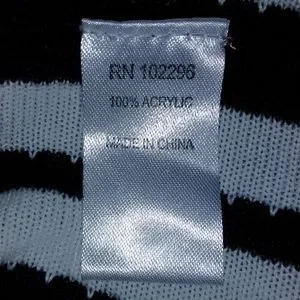 RN 102296
100% ACRYLIC
MADE IN CHINA